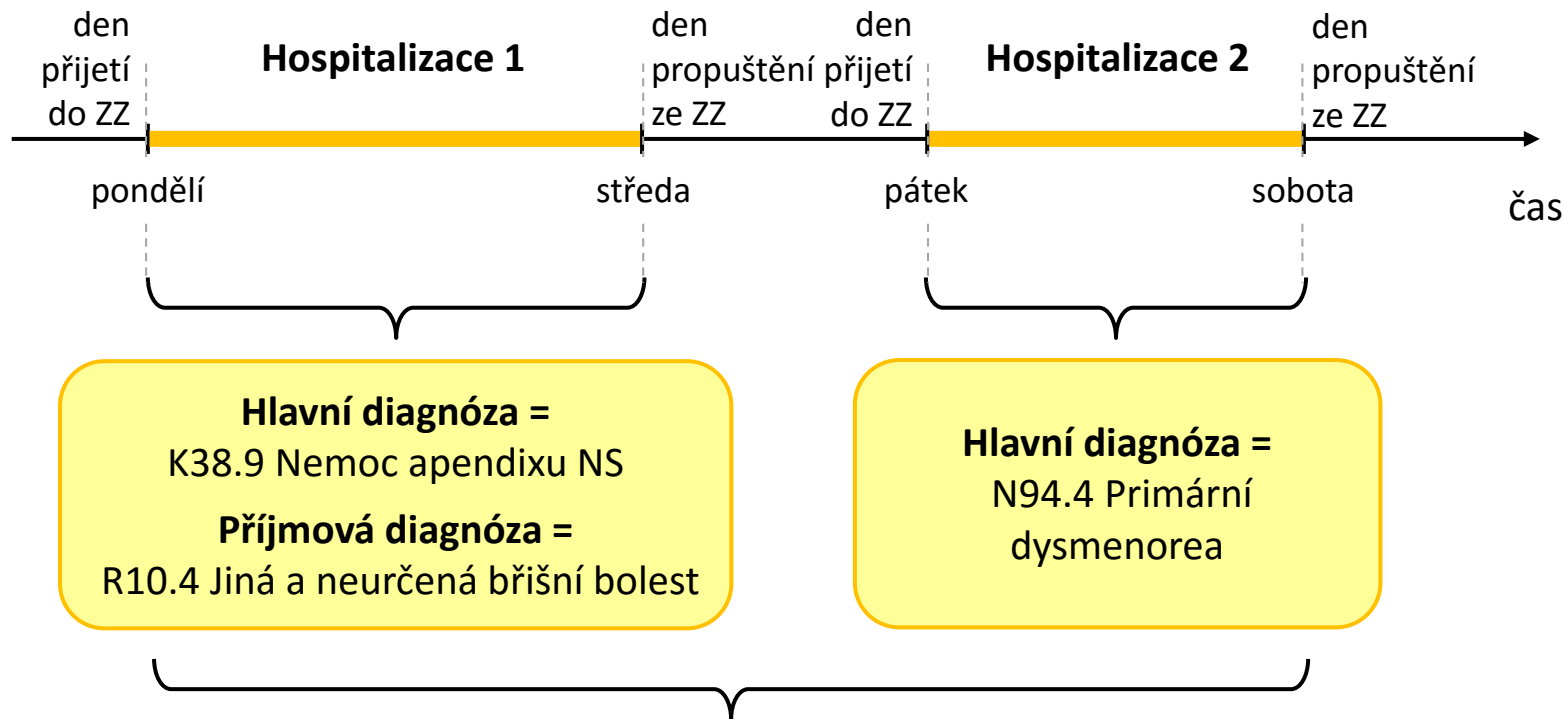 den
přijetí
do ZZ
Hospitalizace 1
den
propuštění
ze ZZ
den
přijetí
do ZZ
Hospitalizace 2
den
propuštění
ze ZZ
pondělí
středa
pátek
sobota
čas
Hlavní diagnóza =
K38.9 Nemoc apendixu NS
Příjmová diagnóza =
R10.4 Jiná a neurčená břišní bolest
Hlavní diagnóza =
N94.4 Primární
dysmenorea